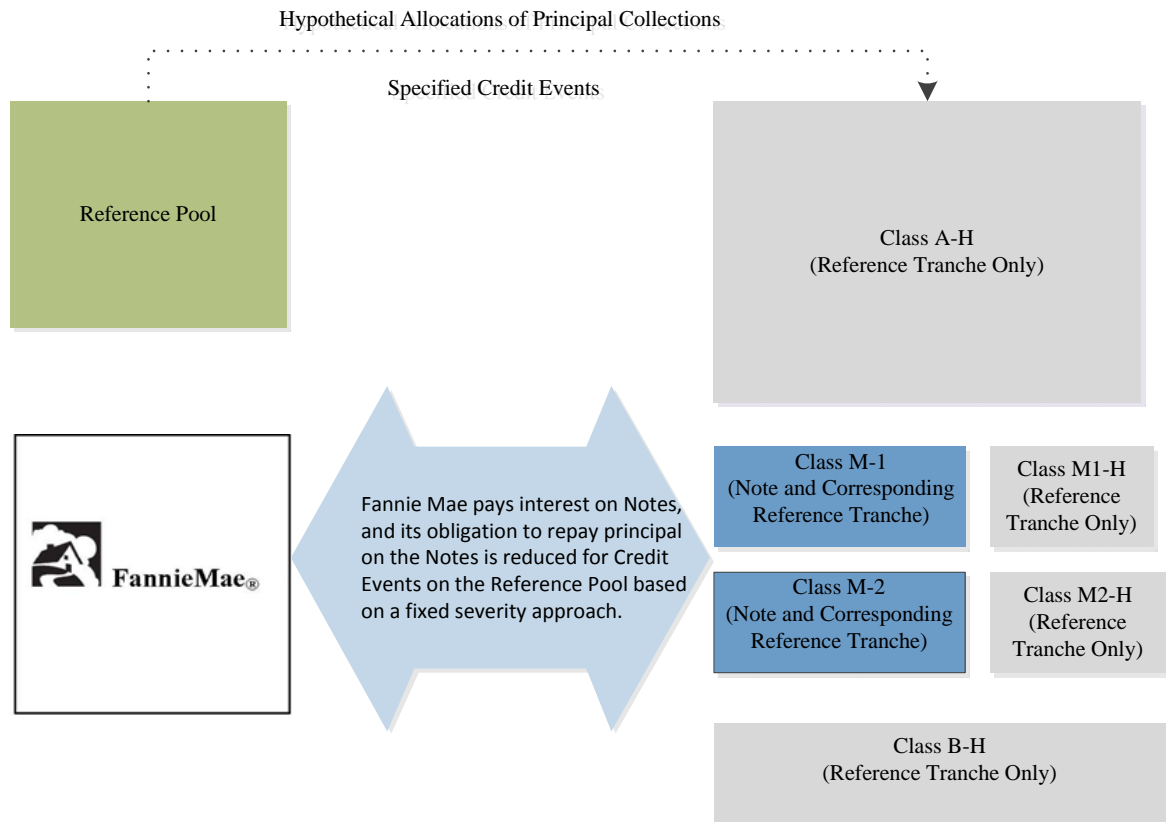 Hypothetical Allocations of Principal Collections
Specified Credit Events
Reference Pool
Class A-H
(Reference Tranche Only)
FannieMae®
Fannie Mae pays interest on Notes,
and its obligation to repay principal
on the Notes is reduced for Credit
Events on the Reference Pool based
on a fixed severity approach.
Class M-1
(Note and Corresponding
Reference Tranche)
Class M1-H
(Reference
Tranche Only)
Class M-2
(Note and Corresponding
Reference Tranche)
Class M2-H
(Reference
Tranche Only)
Class B-H
(Reference Tranche Only)